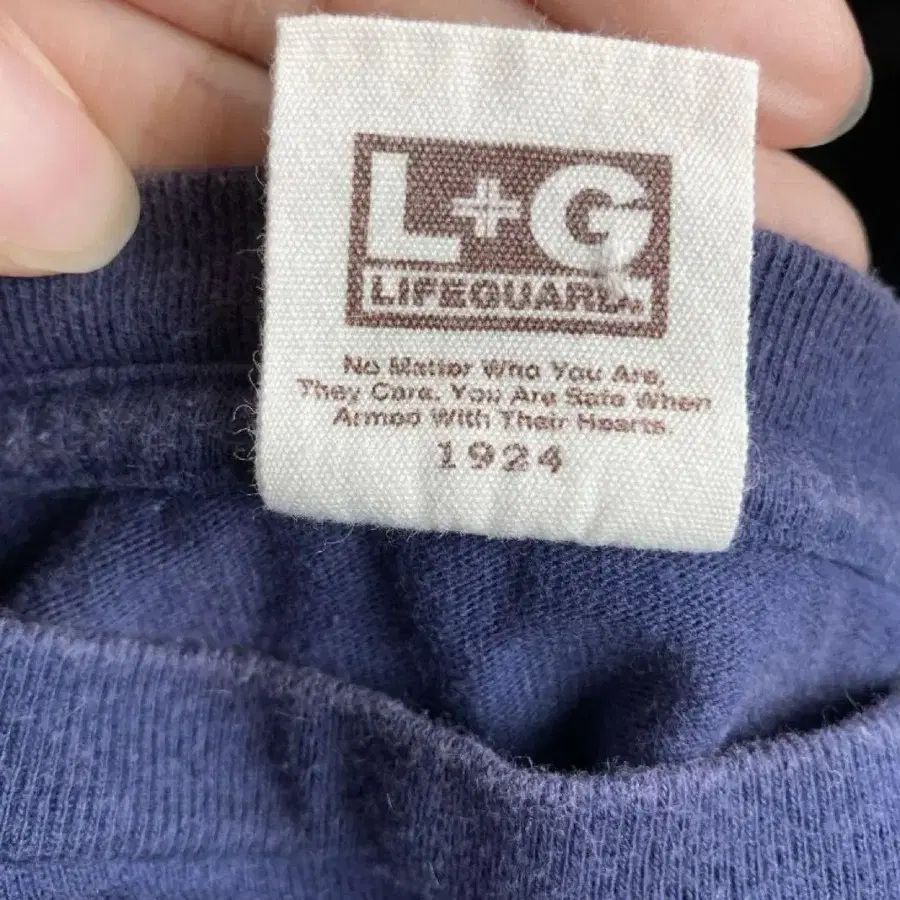 L+G
LIFEGUARD
No Matter Who You Are,
They Care. You Are Safe When
Armed With Their Hearts.
1924